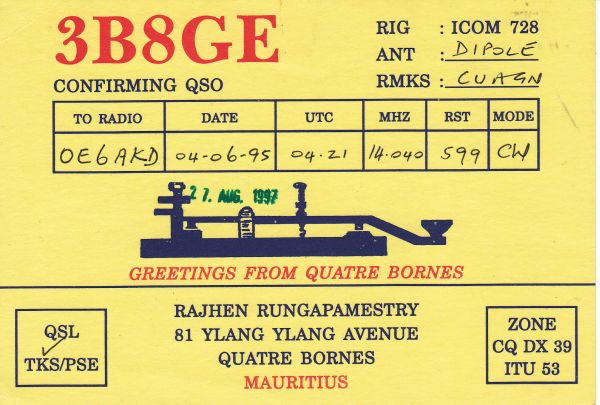 3B8GE
CONFIRMING QSO
RIG : ICOM 728
ANT : DIPOLE
RMKS : CUAGN
TO RADIO DATE UTC MHZ RST MODE
OE6AKD 04-06-95 04.21 14.040 599 CW
27. AUG. 1997
GREETINGS FROM QUATRE BORNES
QSL
TKS/PSE
RAJHEN RUNGAPAMESTRY
81 YLANG YLANG AVENUE
QUATRE BORNES
MAURITIUS
ZONE
CQ DX 39
ITU 53